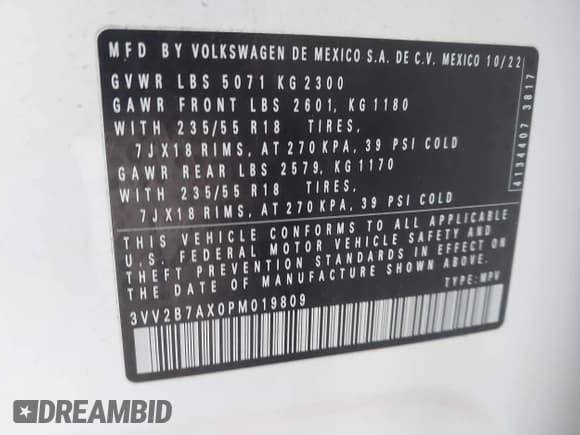 MFD BY VOLKSWAGEN DE MEXICO S.A. DE C.V. MEXICO 10/22
GVWR LBS 5071 KG 2300
GAWR FRONT LBS 2601, KG 1180
WITH 235/55 R18 TIRES,
7JX18 RIMS, AT 270 KPA, 39 PSI COLD
GAWR REAR LBS 2579, KG 1170
WITH 235/55 R18 TIRES,
7JX18 RIMS, AT 270 KPA, 39 PSI COLD
THIS VEHICLE CONFORMS TO ALL APPLICABLE
U.S. FEDERAL MOTOR VEHICLE SAFETY AND
THEFT PREVENTION STANDARDS IN EFFECT ON
THE DATE OF MANUFACTURE SHOWN ABOVE.
3VV2B7AX0PM019809 TYPE: MPV
4134407 3817
DREAMBID